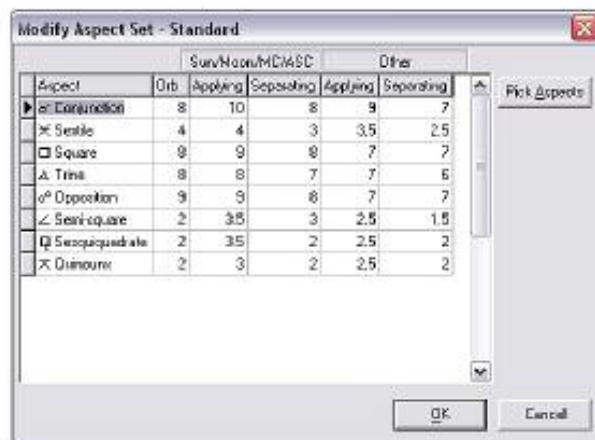 Modify Aspect Set - Standard
Sun/Moon/MC/ASC Other
Aspect Orb Applying Separating Applying Separating
Conjunction 8 10 8 9 7
Sextile 4 4 3 3.5 2.5
Square 8 9 8 7 7
Trine 8 8 7 7 6
Opposition 9 9 8 7 7
Semi-square 2 3.5 3 2.5 1.5
Sesquiquadrate 2 3.5 2 2.5 2
Quincunx 2 3 2 2.5 2
Pick Aspects
OK Cancel